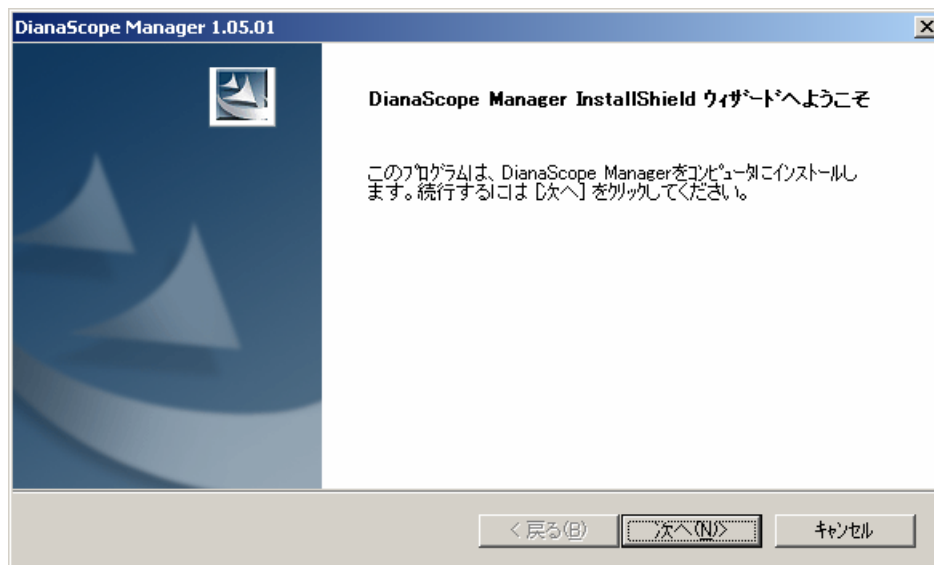 DianaScope Manager 1.05.01
DianaScope Manager InstallShield ウィザードへようこそ
このプログラムは、DianaScope Managerをコンピュータにインストールし
ます。続行するには [次へ] をクリックしてください。
< 戻る(B)
次へ(N)>
キャンセル